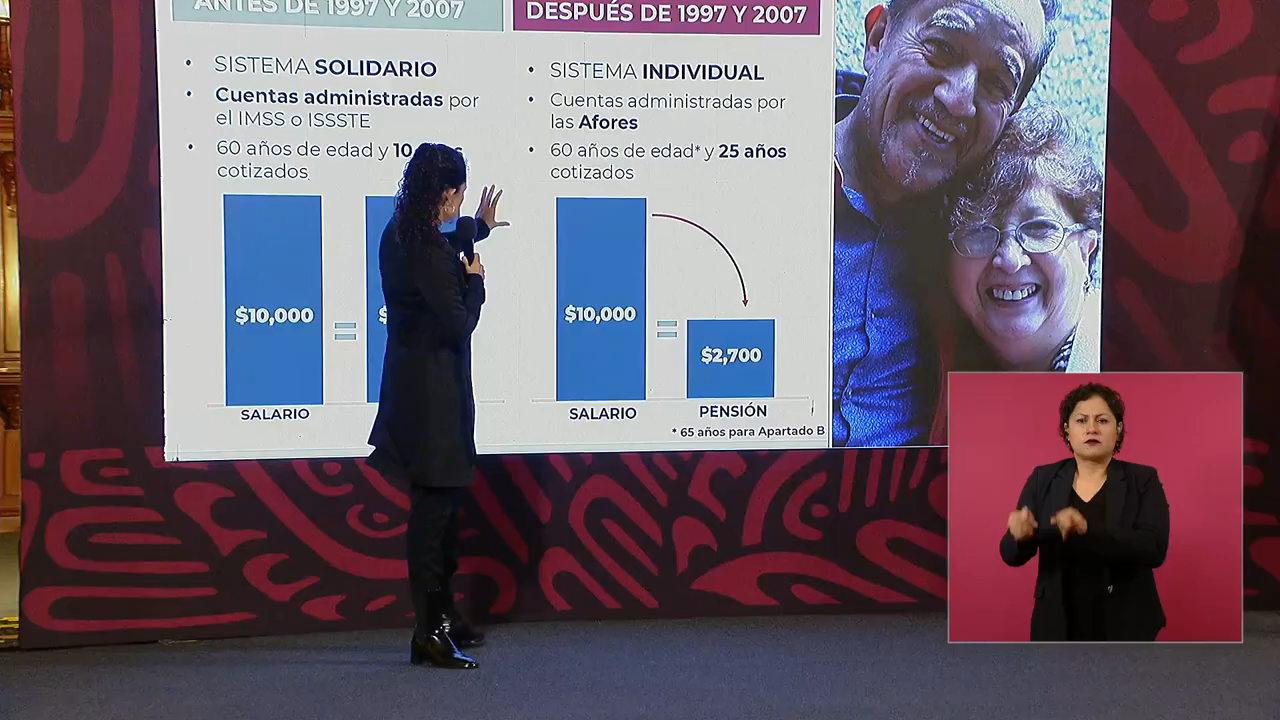 ANTES DE 1997 Y 2007
• SISTEMA SOLIDARIO
• Cuentas administradas por
el IMSS o ISSSTE
• 60 años de edad y 10
cotizados
$10,000
=
SALARIO
DESPUÉS DE 1997 Y 2007
• SISTEMA INDIVIDUAL
• Cuentas administradas por
las Afores
• 60 años de edad* y 25 años
cotizados
$10,000
=
$2,700
SALARIO
PENSIÓN
* 65 años para Apartado B